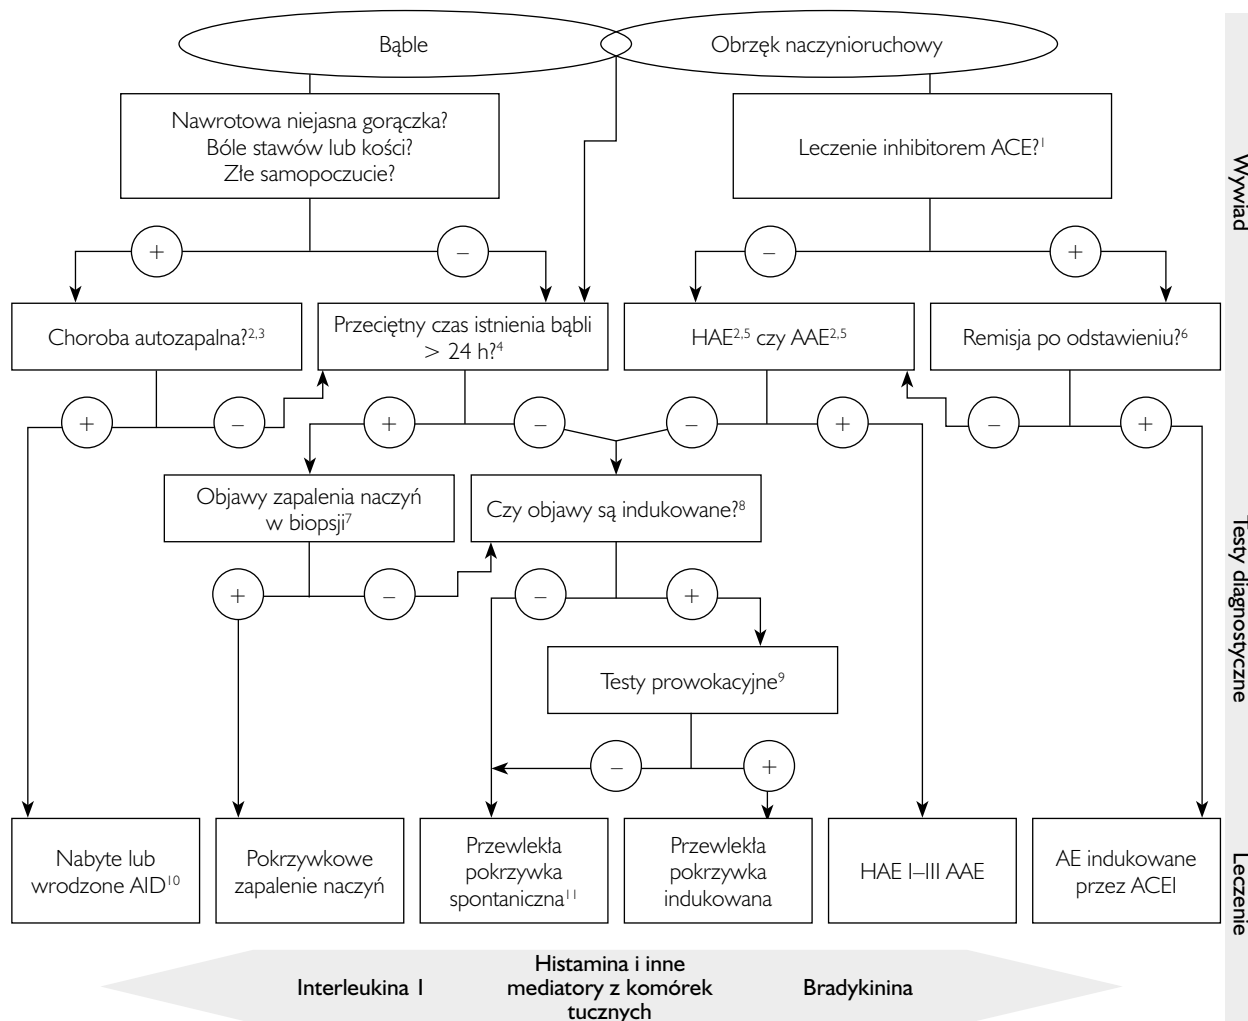 Bąble
Obrzęk naczynioruchowy
Nawrotowa niejasna gorączka?
Bóle stawów lub kości?
Złe samopoczucie?
Leczenie inhibitorem ACE?¹
Wywiad
+
–
–
+
Choroba autozapalna?²,³
Przeciętny czas istnienia bąbli
> 24 h?⁴
HAE²,⁵ czy AAE²,⁵
Remisja po odstawieniu?⁶
+
–
+
–
–
+
–
+
Objawy zapalenia naczyń
w biopsji⁷
Czy objawy są indukowane?⁸
Testy diagnostyczne
+
–
–
+
Testy prowokacyjne⁹
–
+
Nabyte lub
wrodzone AID¹⁰
Pokrzywkowe
zapalenie naczyń
Przewlekła
pokrzywka
spontaniczna¹¹
Przewlekła
pokrzywka
indukowana
HAE I–III AAE
AE indukowane
przez ACEI
Leczenie
Interleukina 1
Histamina i inne
mediatory z komórek
tucznych
Bradykinina